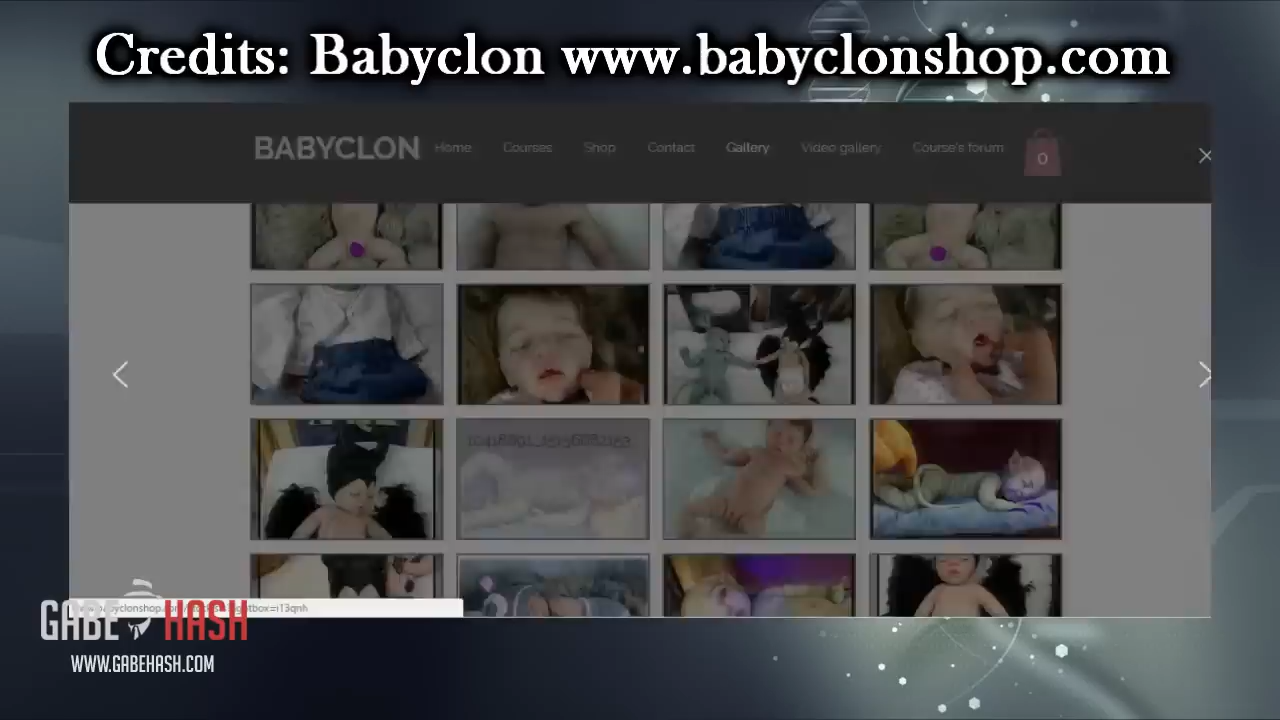 Credits: Babyclon www.babyclonshop.com
BABYCLON
Home Courses Shop Contact Gallery Video gallery Course's forum
0
GABE HASH
WWW.GABEHASH.COM